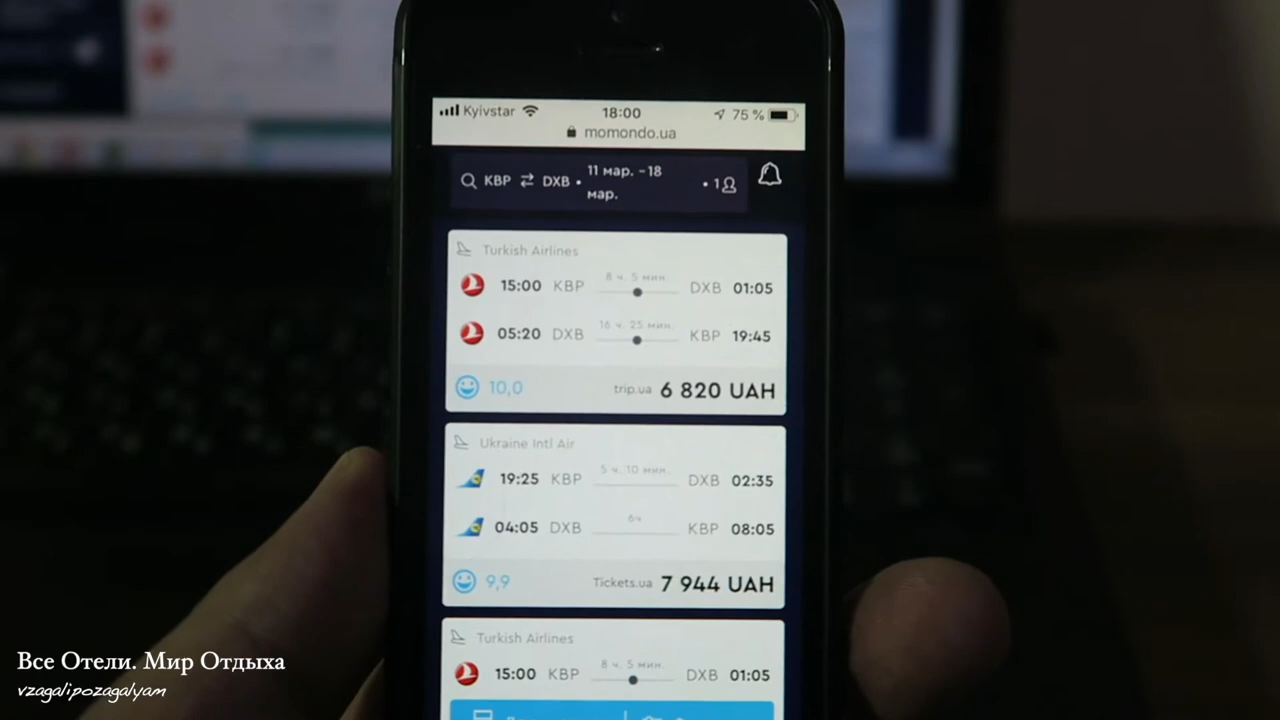 Kyivstar 18:00 75 %
momondo.ua
KBP ⇄ DXB • 11 мар. - 18 мар. • 1
Turkish Airlines
8 ч. 5 мин.
15:00 KBP DXB 01:05
16 ч. 25 мин.
05:20 DXB KBP 19:45
10,0 trip.ua 6 820 UAH
Ukraine Intl Air
5 ч. 10 мин.
19:25 KBP DXB 02:35
6ч
04:05 DXB KBP 08:05
9,9 Tickets.ua 7 944 UAH
Turkish Airlines
8 ч. 5 мин.
15:00 KBP DXB 01:05
Все Отели. Мир Отдыха
vzagalipozagalyam